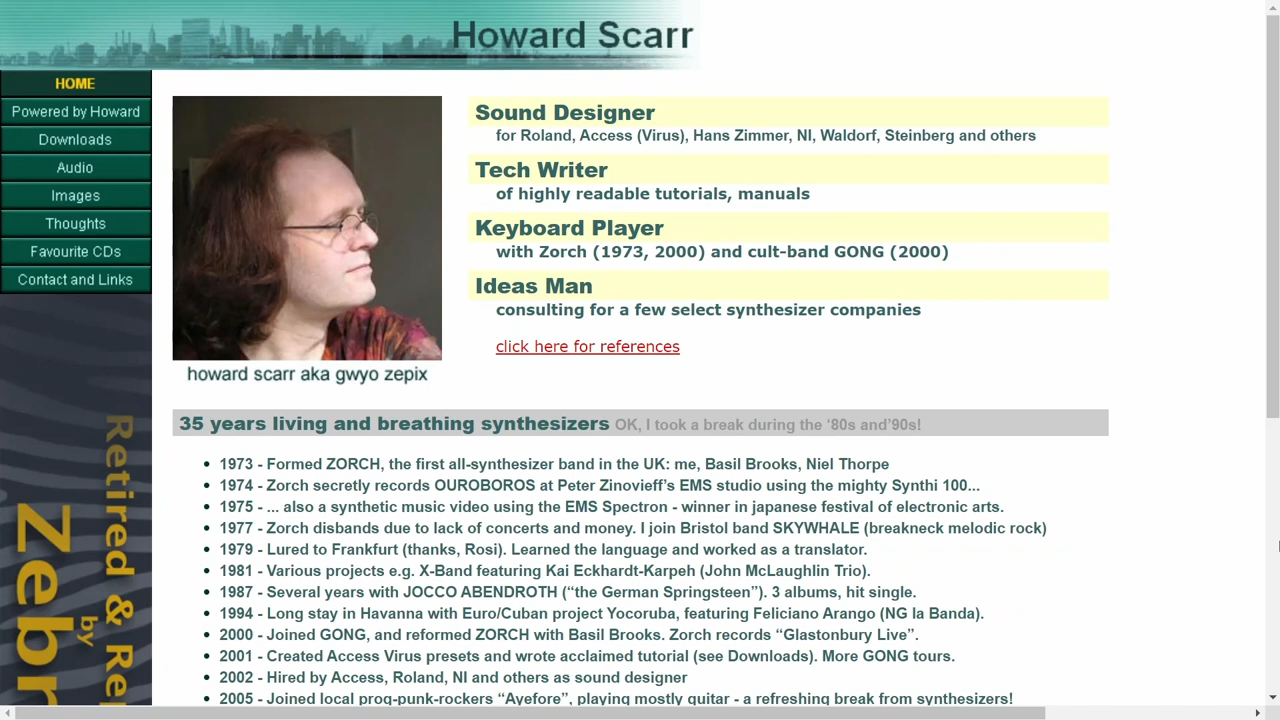 Howard Scarr
HOME
Powered by Howard
Downloads
Audio
Images
Thoughts
Favourite CDs
Contact and Links
Retired & Re
by
Zebr
howard scarr aka gwyo zepix
Sound Designer
for Roland, Access (Virus), Hans Zimmer, NI, Waldorf, Steinberg and others
Tech Writer
of highly readable tutorials, manuals
Keyboard Player
with Zorch (1973, 2000) and cult-band GONG (2000)
Ideas Man
consulting for a few select synthesizer companies
click here for references
35 years living and breathing synthesizers OK, I took a break during the ‘80s and’90s!
1973 - Formed ZORCH, the first all-synthesizer band in the UK: me, Basil Brooks, Niel Thorpe
1974 - Zorch secretly records OUROBOROS at Peter Zinovieff’s EMS studio using the mighty Synthi 100...
1975 - ... also a synthetic music video using the EMS Spectron - winner in japanese festival of electronic arts.
1977 - Zorch disbands due to lack of concerts and money. I join Bristol band SKYWHALE (breakneck melodic rock)
1979 - Lured to Frankfurt (thanks, Rosi). Learned the language and worked as a translator.
1981 - Various projects e.g. X-Band featuring Kai Eckhardt-Karpeh (John McLaughlin Trio).
1987 - Several years with JOCCO ABENDROTH (“the German Springsteen”). 3 albums, hit single.
1994 - Long stay in Havanna with Euro/Cuban project Yocoruba, featuring Feliciano Arango (NG la Banda).
2000 - Joined GONG, and reformed ZORCH with Basil Brooks. Zorch records “Glastonbury Live”.
2001 - Created Access Virus presets and wrote acclaimed tutorial (see Downloads). More GONG tours.
2002 - Hired by Access, Roland, NI and others as sound designer
2005 - Joined local prog-punk-rockers “Ayefore”, playing mostly guitar - a refreshing break from synthesizers!